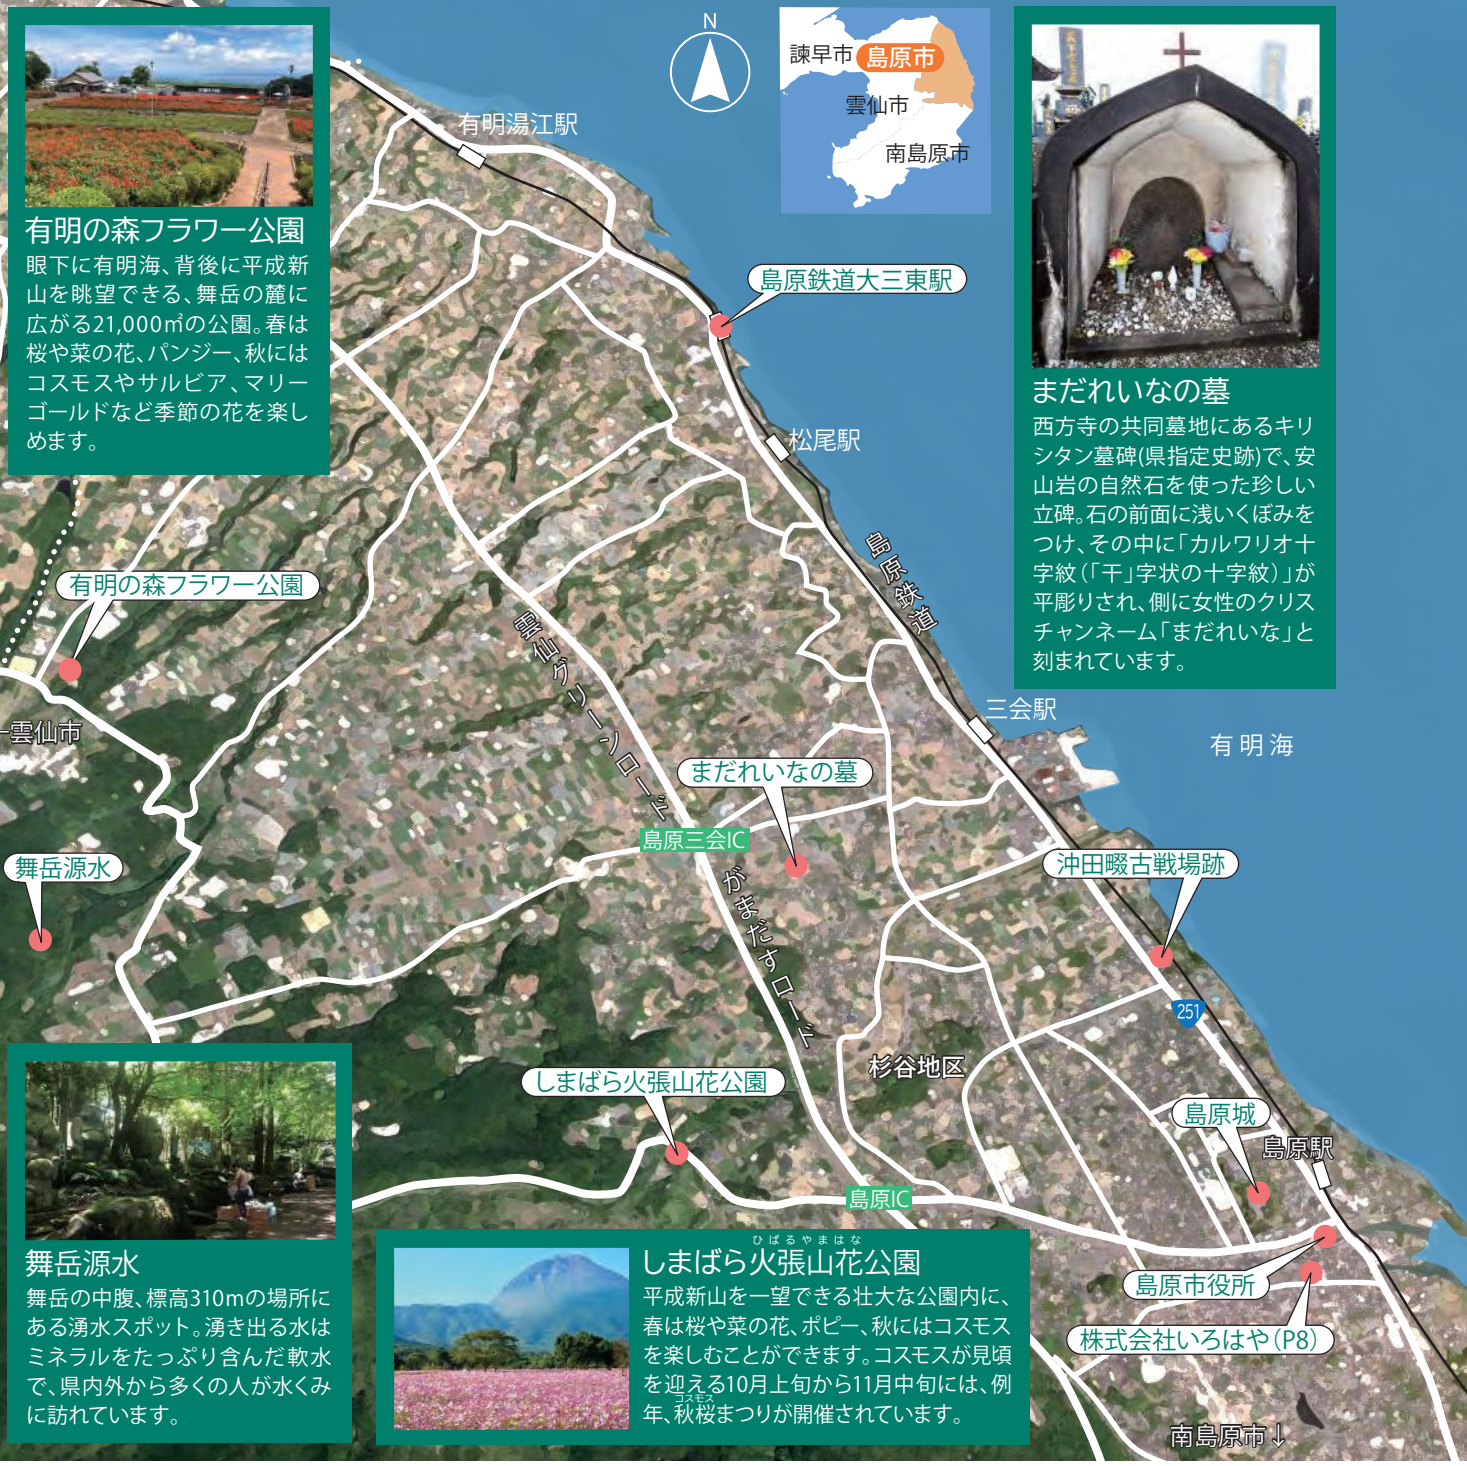 有明の森フラワー公園
眼下に有明海、背後に平成新
山を眺望できる、舞岳の麓に
広がる21,000㎡の公園。春は
桜や菜の花、パンジー、秋には
コスモスやサルビア、マリー
ゴールドなど季節の花を楽し
めます。
N
諫早市
島原市
雲仙市
南島原市
まだれいなの墓
西方寺の共同墓地にあるキリ
シタン墓碑(県指定史跡)で、安
山岩の自然石を使った珍しい
立碑。石の前面に浅いくぼみを
つけ、その中に「カルワリオ十
字紋（「干」字状の十字紋）」が
平彫りされ、側に女性のクリス
チャンネーム「まだれいな」と
刻まれています。
有明湯江駅
島原鉄道大三東駅
松尾駅
島原鉄道
有明の森フラワー公園
雲仙グリーンロード
三会駅
有明海
雲仙市
まだれいなの墓
島原三会IC
舞岳源水
がまだすロード
沖田畷古戦場跡
251
杉谷地区
しまばら火張山花公園
島原城
島原駅
島原IC
島原市役所
株式会社いろはや（P8）
南島原市↓
舞岳源水
舞岳の中腹、標高310mの場所に
ある湧水スポット。湧き出る水は
ミネラルをたっぷり含んだ軟水
で、県内外から多くの人が水くみ
に訪れています。
ひばるやまはな
しまばら火張山花公園
平成新山を一望できる壮大な公園内に、
春は桜や菜の花、ポピー、秋にはコスモス
を楽しむことができます。コスモスが見頃
を迎える10月上旬から11月中旬には、例
コスモス
年、秋桜まつりが開催されています。